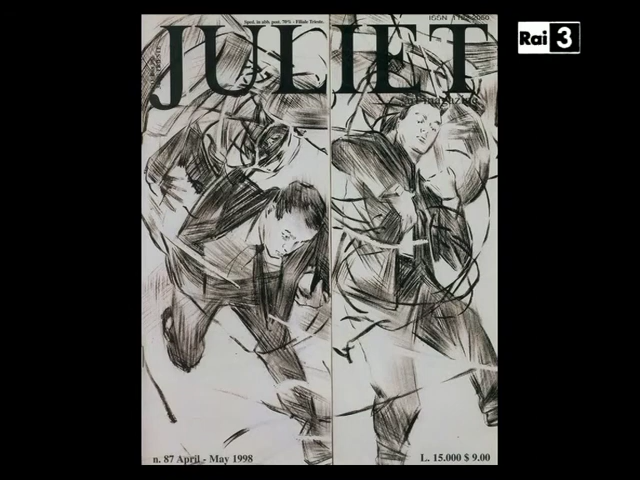 Sped. in abb. post. 70% - Filiale Trieste.
ISSN 1122-2050
Rai 3
JULIET
art magazine
n. 87 April - May 1998
L. 15.000 $ 9.00